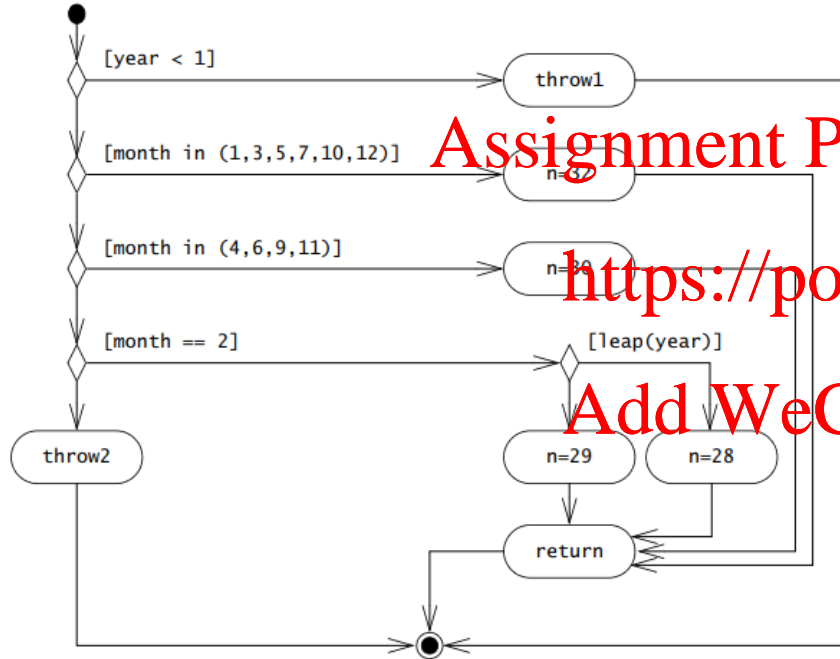 [year < 1]
throw1
Assignment P
[month in (1,3,5,7,10,12)]
n=32
[month in (4,6,9,11)]
n=30
https://po
[month == 2]
[leap(year)]
Add WeC
throw2
n=29
n=28
return